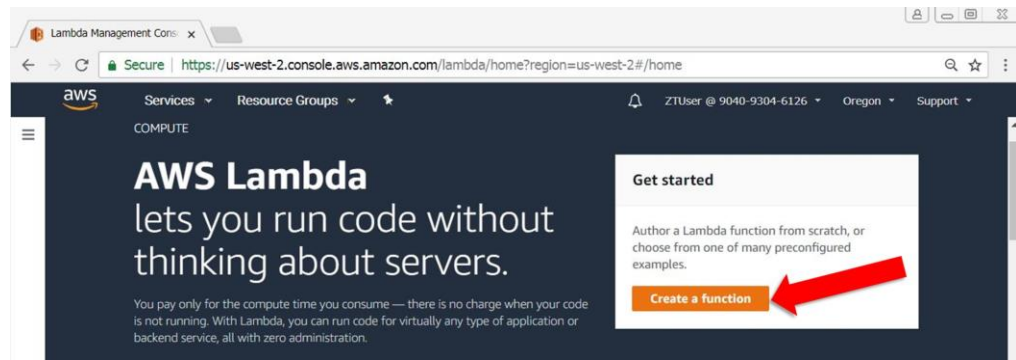 Lambda Management Cons
Secure | https://us-west-2.console.aws.amazon.com/lambda/home?region=us-west-2#/home
aws Services Resource Groups ZTUser @ 9040-9304-6126 Oregon Support
COMPUTE
AWS Lambda
lets you run code without
thinking about servers.
You pay only for the compute time you consume — there is no charge when your code
is not running. With Lambda, you can run code for virtually any type of application or
backend service, all with zero administration.
Get started
Author a Lambda function from scratch, or
choose from one of many preconfigured
examples.
Create a function